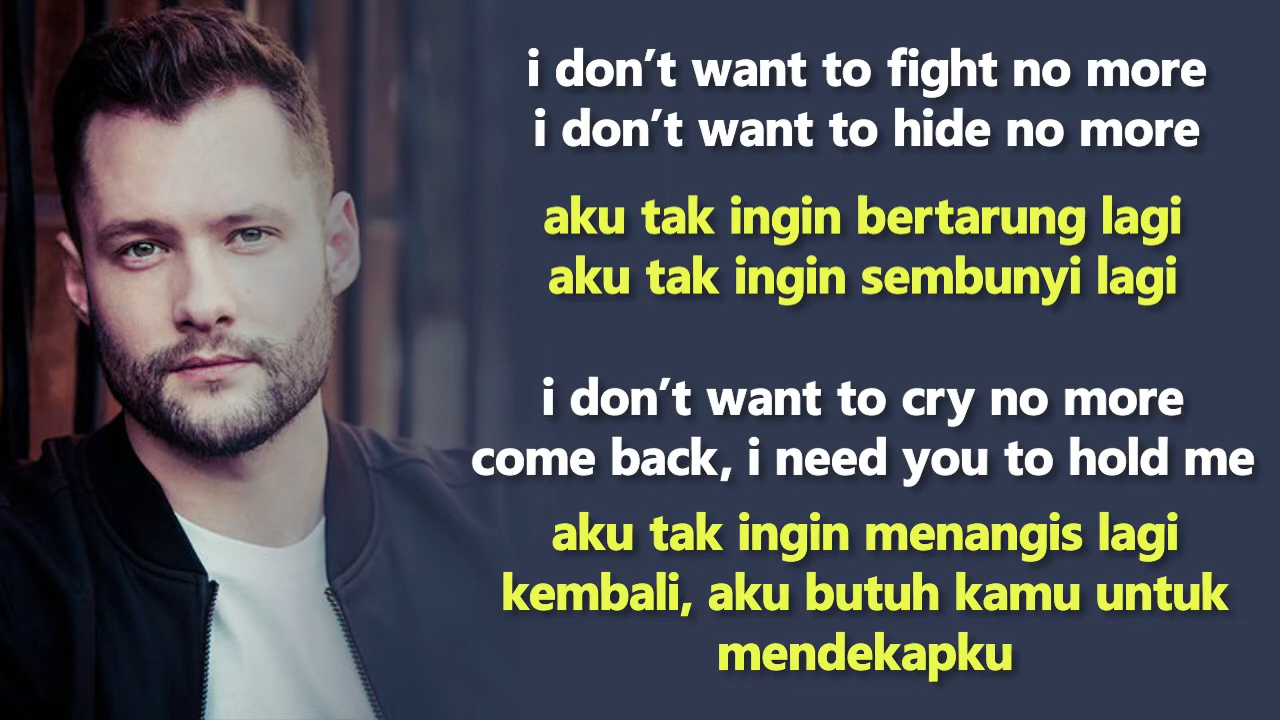 i don’t want to fight no more
i don’t want to hide no more
aku tak ingin bertarung lagi
aku tak ingin sembunyi lagi
i don’t want to cry no more
come back, i need you to hold me
aku tak ingin menangis lagi
kembali, aku butuh kamu untuk
mendekapku